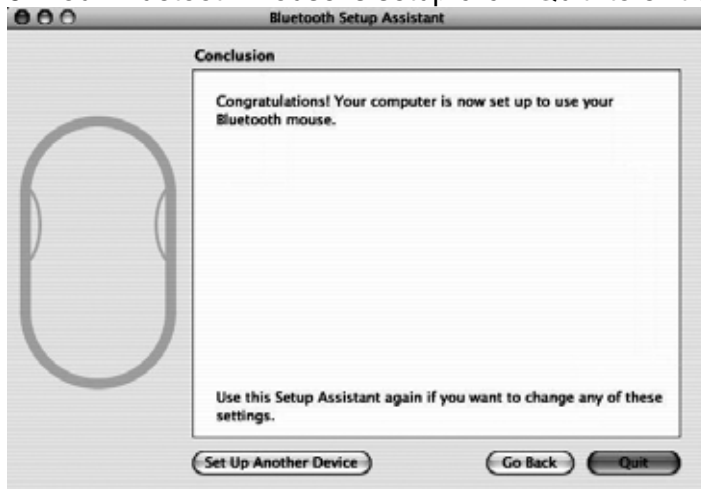 Bluetooth Setup Assistant
Conclusion
Congratulations! Your computer is now set up to use your
Bluetooth mouse.
Use this Setup Assistant again if you want to change any of these
settings.
Set Up Another Device
Go Back
Quit